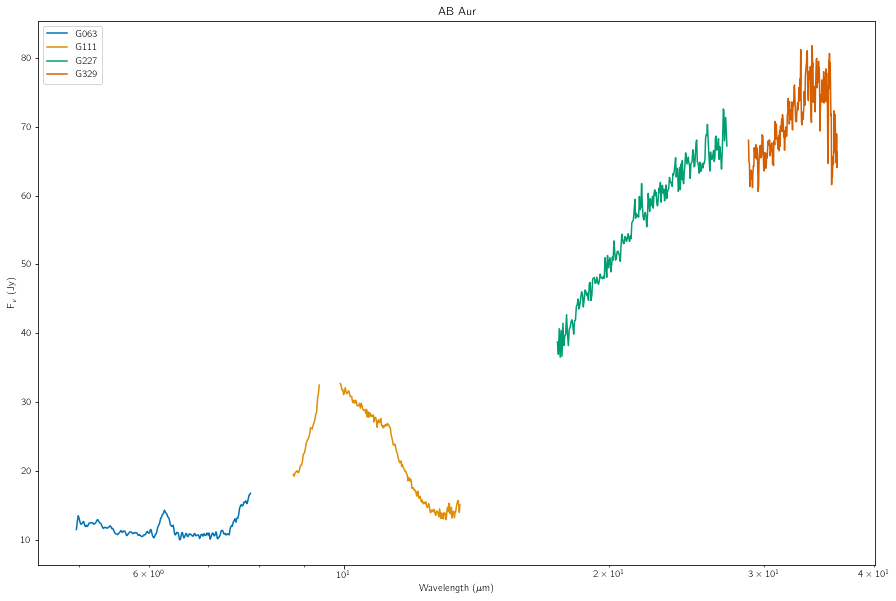 AB Aur
G063
G111
G227
G329
80
70
60
50
40
30
20
10
F_ν (Jy)
6 × 10⁰
10¹
2 × 10¹
3 × 10¹
4 × 10¹
Wavelength (μm)